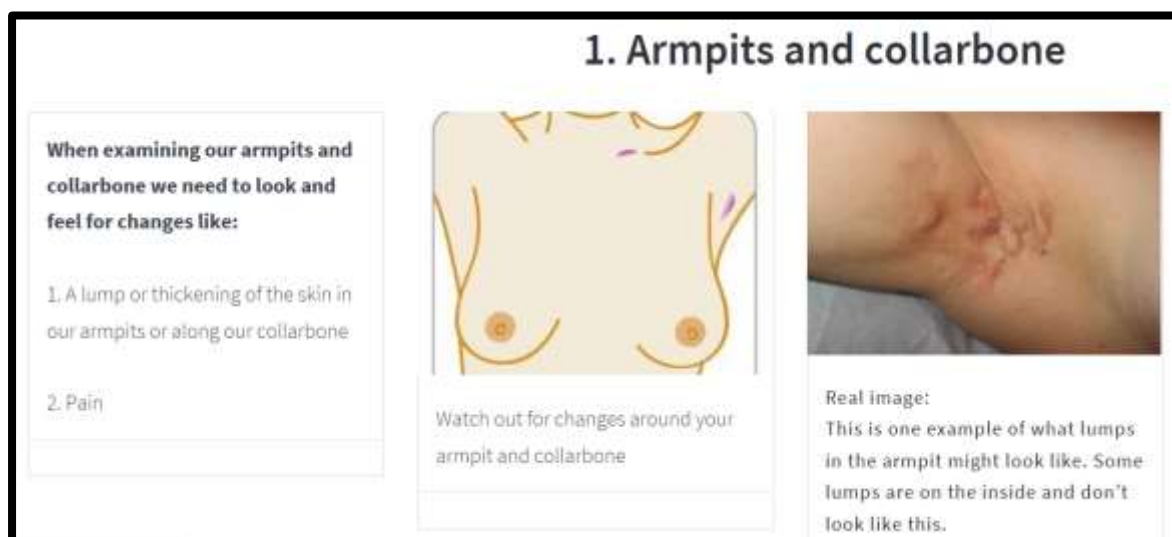 1. Armpits and collarbone
When examining our armpits and
collarbone we need to look and
feel for changes like:
1. A lump or thickening of the skin in
our armpits or along our collarbone
2. Pain
Watch out for changes around your
armpit and collarbone
Real image:
This is one example of what lumps
in the armpit might look like. Some
lumps are on the inside and don't
look like this.